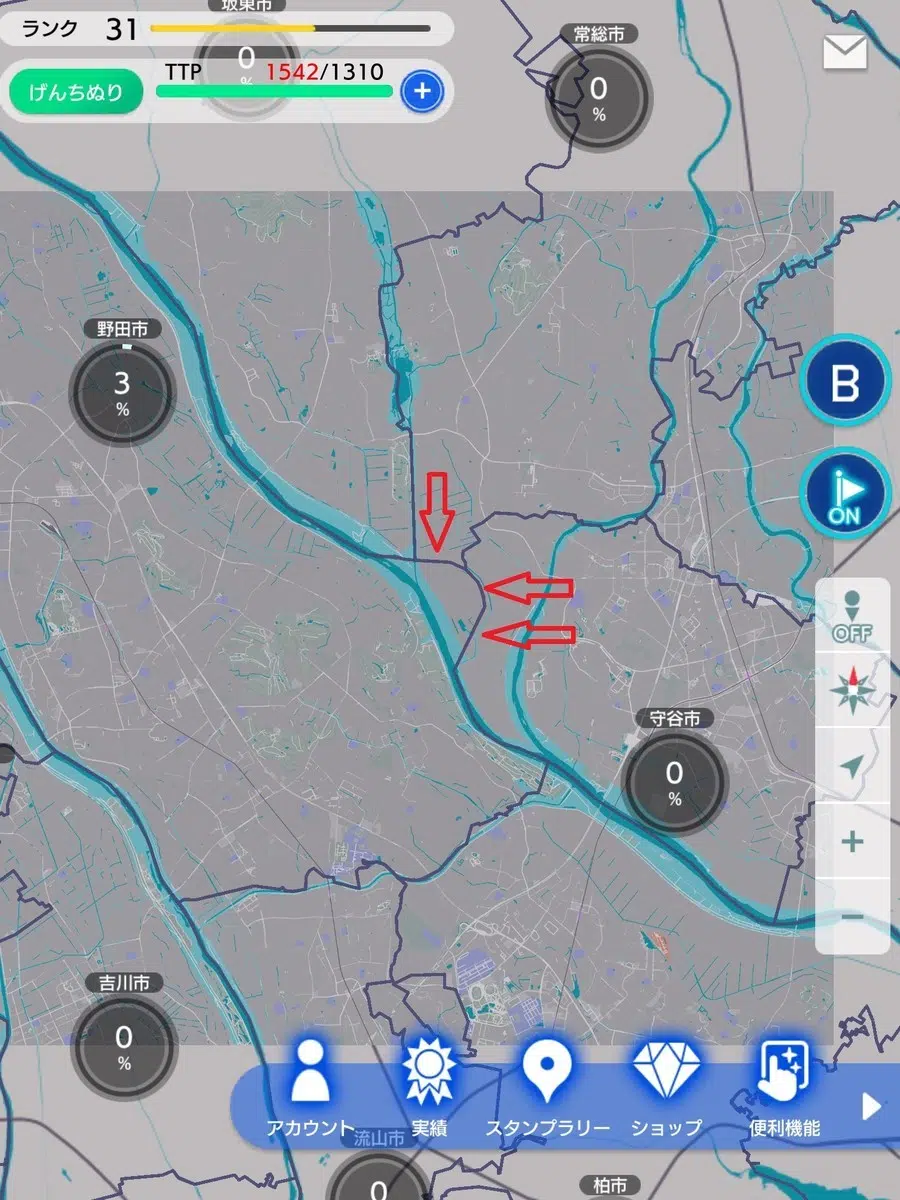 坂東市
ランク 31
0
%
TTP 1542/1310
げんちぬり
+
常総市
0
%
野田市
3
%
B
ON
OFF
守谷市
0
%
+
−
吉川市
0
%
アカウント
実績
スタンプラリー
ショップ
便利機能
流山市
0
柏市